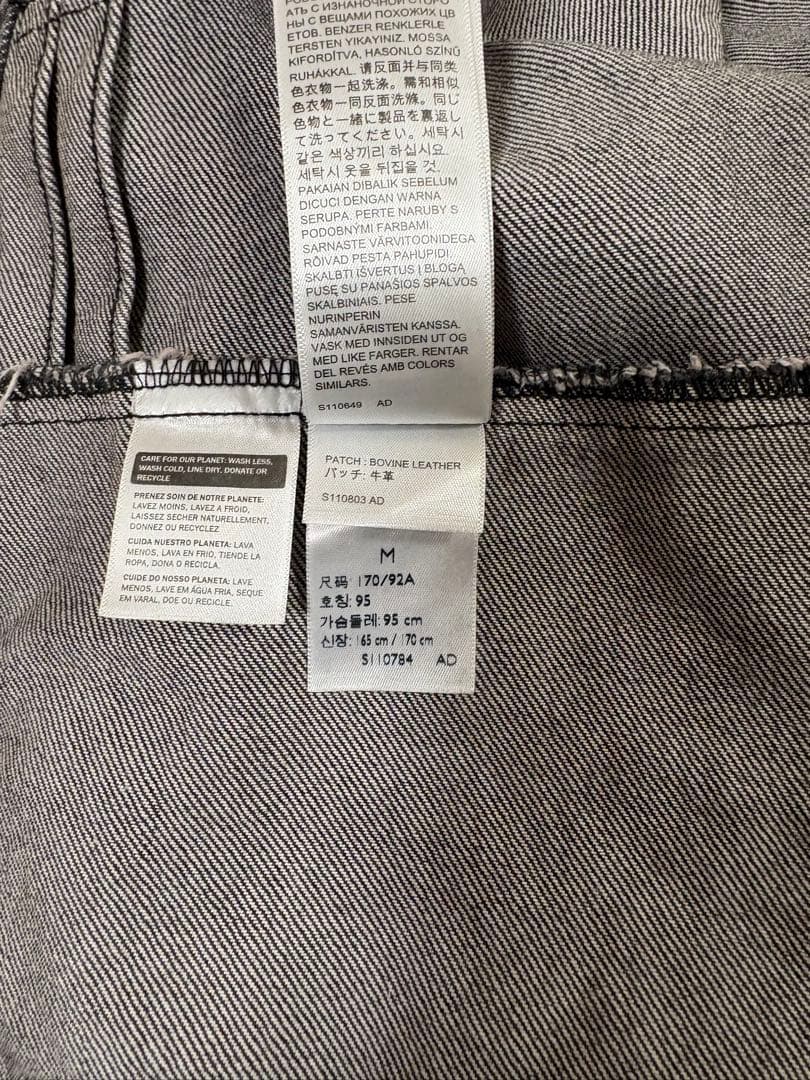 АТЬ С ИЗНАНОЧНОЙ СТОРО
НЫ С ВЕЩАМИ ПОХОЖИХ ЦВ
ЕТОВ. BENZER RENKLERLE
TERSTEN YIKAYINIZ. MOSSA
KIFORDÍTVA, HASONLÓ SZÍNŰ
RUHÁKKAL. 请反面并与同类
色衣物一起洗涤。需和相似
色衣物一同反面洗滌。同じ
色物と一緒に製品を裏返し
て洗ってください。세탁시
같은 색상끼리 하십시요.
세탁시 옷을 뒤집을 것.
PAKAIAN DIBALIK SEBELUM
DICUCI DENGAN WARNA
SERUPA. PERTE NARUBY S
PODOBNÝMI FARBAMI.
SARNASTE VÄRVITOONIDEGA
RÕIVAD PESTA PAHUPIDI.
SKALBTI IŠVERTUS Į BLOGĄ
PUSĘ SU PANAŠIOS SPALVOS
SKALBINIAIS. PESE
NURINPERIN
SAMANVÄRISTEN KANSSA.
VASK MED INNSIDEN UT OG
MED LIKE FARGER. RENTAR
DEL REVÉS AMB COLORS
SIMILARS.
S110649 AD
CARE FOR OUR PLANET: WASH LESS,
WASH COLD, LINE DRY, DONATE OR
RECYCLE
PRENEZ SOIN DE NOTRE PLANETE:
LAVEZ MOINS, LAVEZ A FROID,
LAISSEZ SECHER NATURELLEMENT,
DONNEZ OU RECYCLEZ
CUIDA NUESTRO PLANETA: LAVA
MENOS, LAVA EN FRIO, TIENDE LA
ROPA, DONA O RECICLA.
CUIDE DO NOSSO PLANETA: LAVE
MENOS, LAVE EM ÁGUA FRIA, SEQUE
EM VARAL, DOE OU RECICLE.
PATCH : BOVINE LEATHER
パッチ: 牛革
S110803 AD
M
尺码: 170/92A
호칭: 95
가슴둘레: 95 cm
신장: 165 cm / 170 cm
S110784 AD